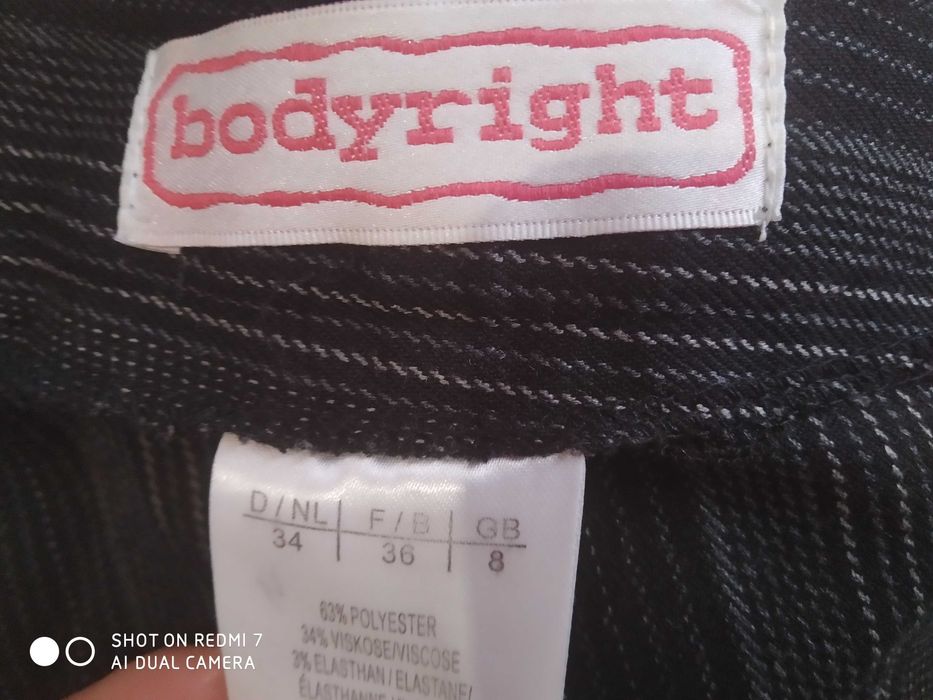 bodyright
D/NL F/B GB
34 36 8
63% POLYESTER
34% VISKOSE/VISCOSE
3% ELASTHAN/ELASTANE/
SHOT ON REDMI 7
AI DUAL CAMERA